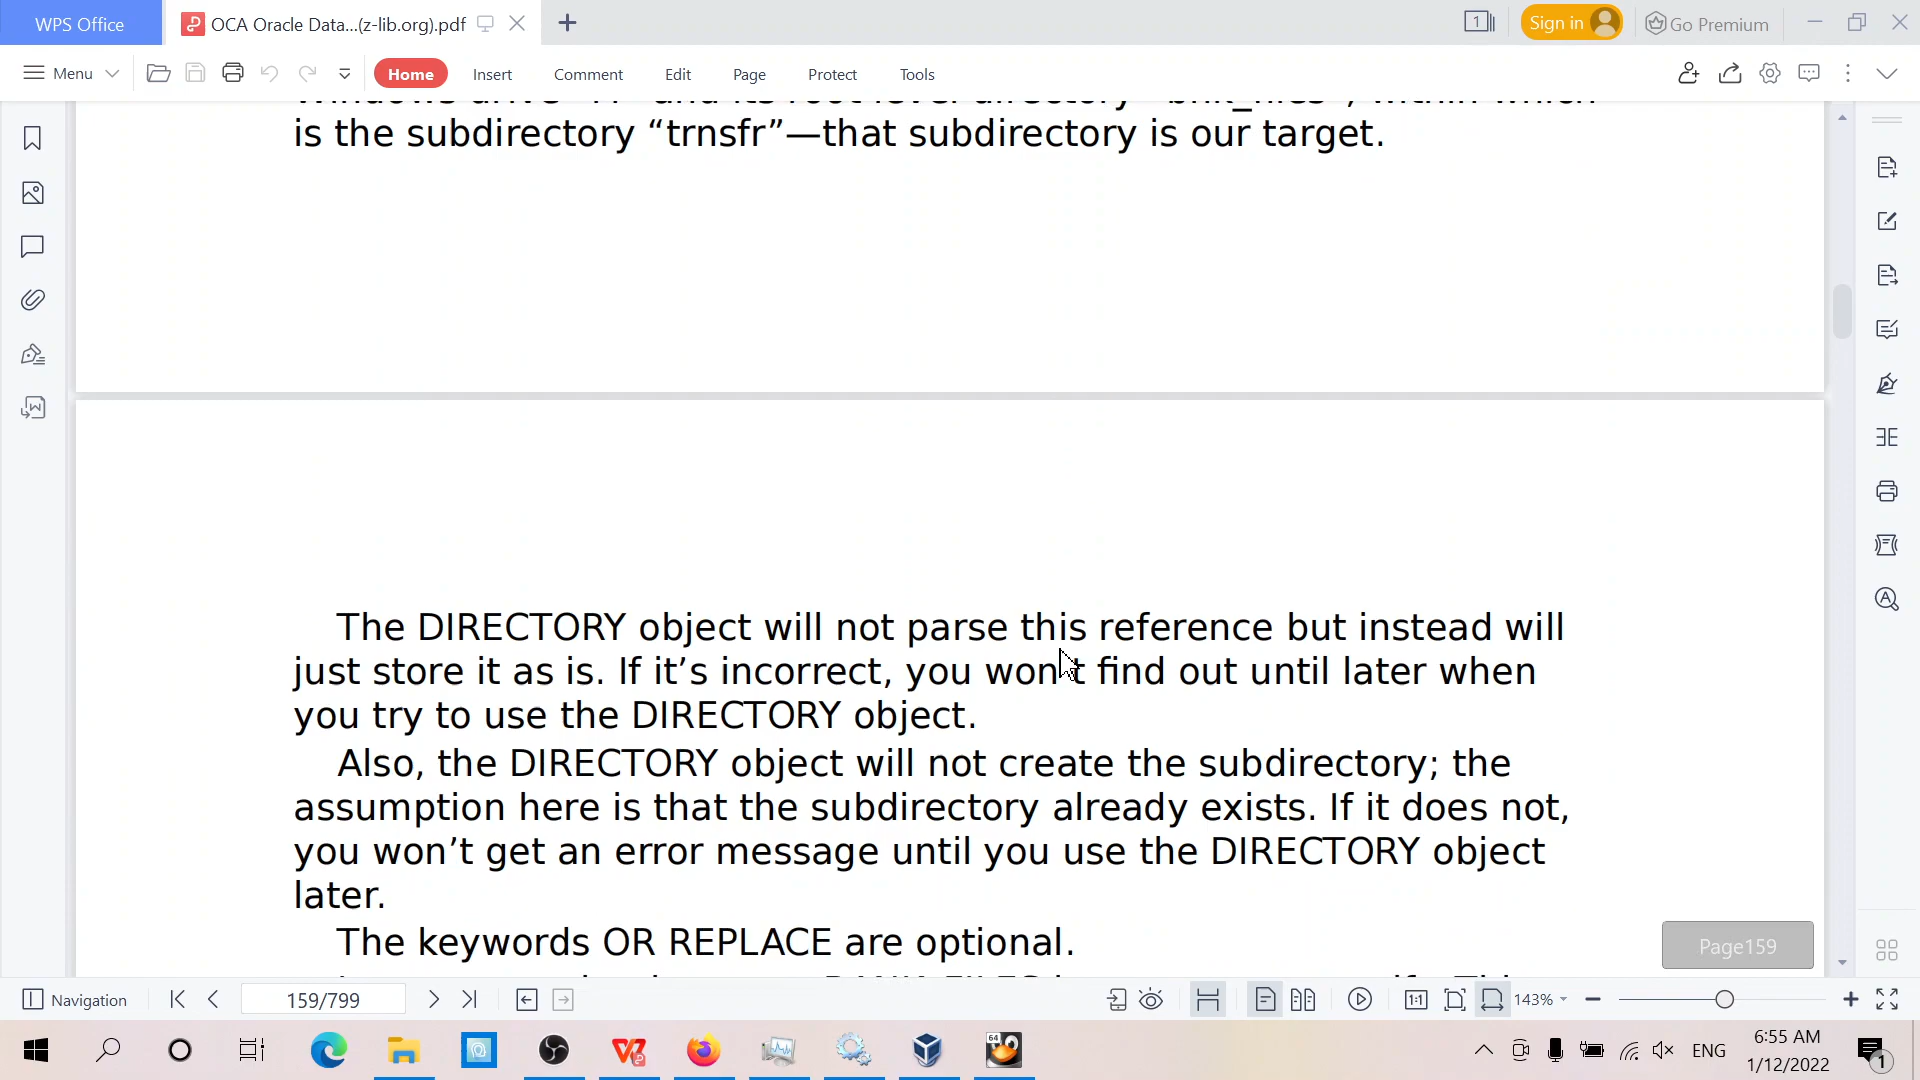 WPS Office
OCA Oracle Data...(z-lib.org).pdf
1
Sign in
Go Premium
Menu
Home
Insert
Comment
Edit
Page
Protect
Tools
is the subdirectory “trnsfr”—that subdirectory is our target.
The DIRECTORY object will not parse this reference but instead will
just store it as is. If it’s incorrect, you won’t find out until later when
you try to use the DIRECTORY object.
Also, the DIRECTORY object will not create the subdirectory; the
assumption here is that the subdirectory already exists. If it does not,
you won’t get an error message until you use the DIRECTORY object
later.
The keywords OR REPLACE are optional.
Page159
Navigation
159/799
1:1
143%
64
ENG
6:55 AM
1/12/2022
1